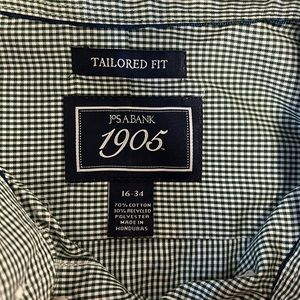 TAILORED FIT
JoS.A.BANK
1905
16-34
70% COTTON
30% RECYCLED
POLYESTER
MADE IN
HONDURAS